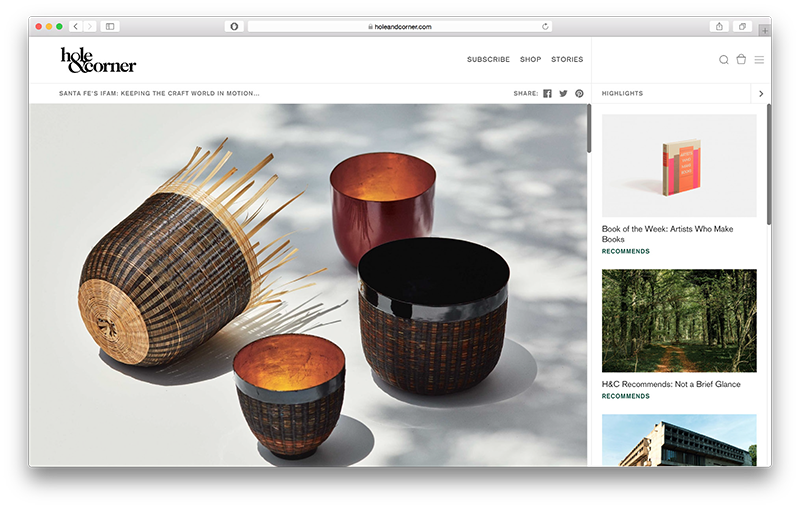 holeandcorner.com
hole
&corner
SUBSCRIBE SHOP STORIES
SANTA FE'S IFAM: KEEPING THE CRAFT WORLD IN MOTION...
SHARE:
HIGHLIGHTS
Book of the Week: Artists Who Make
Books
RECOMMENDS
H&C Recommends: Not a Brief Glance
RECOMMENDS